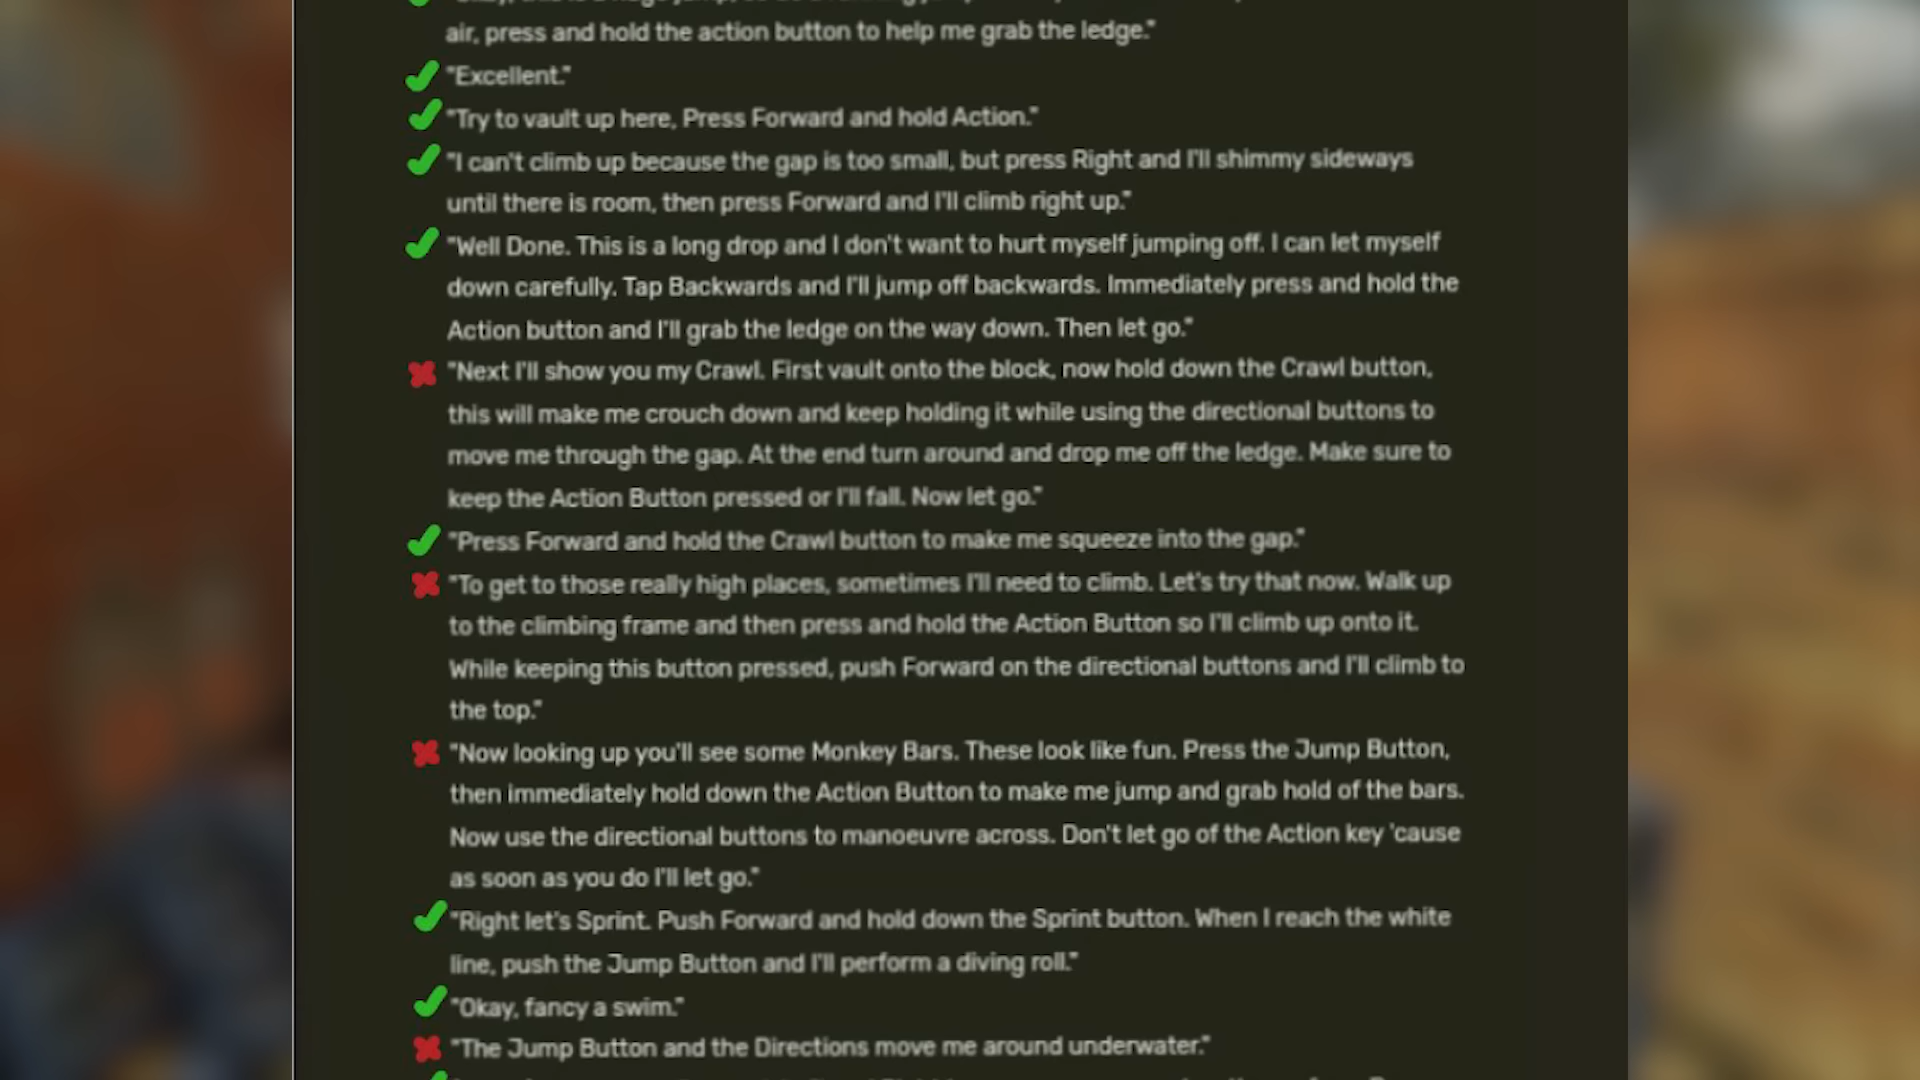 air, press and hold the action button to help me grab the ledge."
"Excellent."
"Try to vault up here, Press Forward and hold Action."
"I can't climb up because the gap is too small, but press Right and I'll shimmy sideways
until there is room, then press Forward and I'll climb right up."
"Well Done. This is a long drop and I don't want to hurt myself jumping off. I can let myself
down carefully. Tap Backwards and I'll jump off backwards. Immediately press and hold the
Action button and I'll grab the ledge on the way down. Then let go."
"Next I'll show you my Crawl. First vault onto the block, now hold down the Crawl button,
this will make me crouch down and keep holding it while using the directional buttons to
move me through the gap. At the end turn around and drop me off the ledge. Make sure to
keep the Action Button pressed or I'll fall. Now let go."
"Press Forward and hold the Crawl button to make me squeeze into the gap."
"To get to those really high places, sometimes I'll need to climb. Let's try that now. Walk up
to the climbing frame and then press and hold the Action Button so I'll climb up onto it.
While keeping this button pressed, push Forward on the directional buttons and I'll climb to
the top."
"Now looking up you'll see some Monkey Bars. These look like fun. Press the Jump Button,
then immediately hold down the Action Button to make me jump and grab hold of the bars.
Now use the directional buttons to manoeuvre across. Don't let go of the Action key 'cause
as soon as you do I'll let go."
"Right let's Sprint. Push Forward and hold down the Sprint button. When I reach the white
line, push the Jump Button and I'll perform a diving roll."
"Okay, fancy a swim."
"The Jump Button and the Directions move me around underwater."